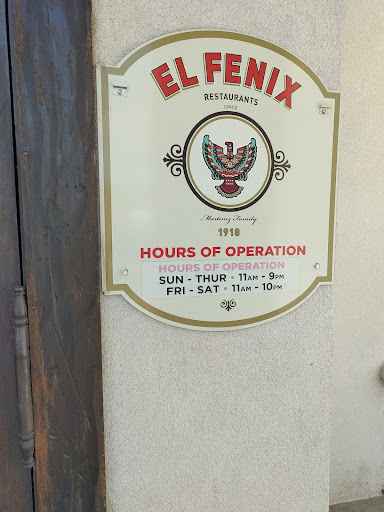 EL FENIX
RESTAURANTS
SINCE
Martinez Family
1918
HOURS OF OPERATION
HOURS OF OPERATION
SUN - THUR • 11AM - 9PM
FRI - SAT • 11AM - 10PM